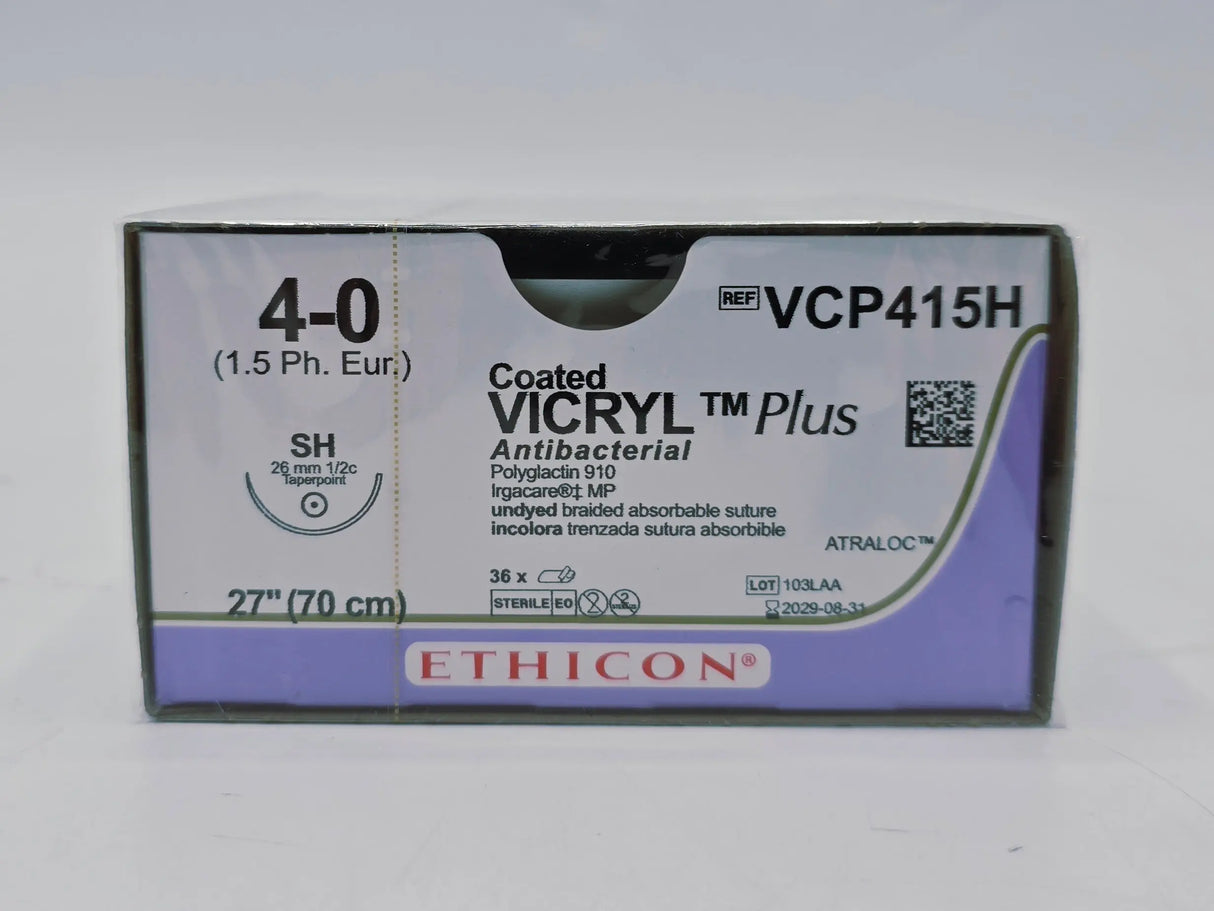 4-0
(1.5 Ph. Eur.)
SH
26 mm 1/2c
Taperpoint
27" (70 cm)
REF VCP415H
Coated
VICRYL™ Plus
Antibacterial
Polyglactin 910
Irgacare®‡ MP
undyed braided absorbable suture
incolora trenzada sutura absorbible
ATRALOC™
36 x
STERILE EO
2
2
LOT 103LAA
2029-08-31
ETHICON®